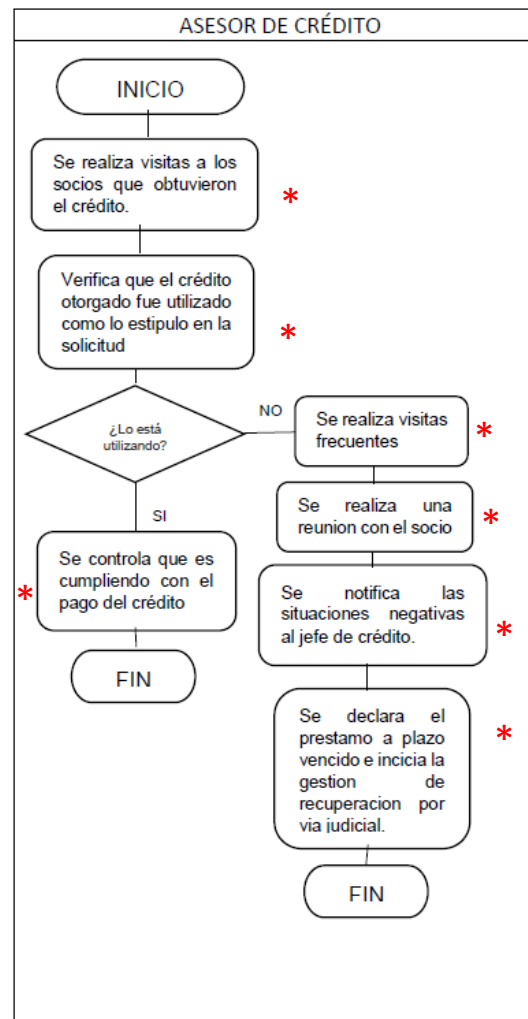 ASESOR DE CRÉDITO
INICIO
Se realiza visitas a los
socios que obtuvieron
el crédito.
*
Verifica que el crédito
otorgado fue utilizado
como lo estipulo en la
solicitud
*
¿Lo está
utilizando?
NO
Se realiza visitas
frecuentes
*
Se realiza una
reunion con el socio
*
Se notifica las
situaciones negativas
al jefe de crédito.
*
Se declara el
prestamo a plazo
vencido e incicia la
gestion de
recuperacion por
via judicial.
*
FIN
SI
Se controla que es
cumpliendo con el
pago del crédito
*
FIN